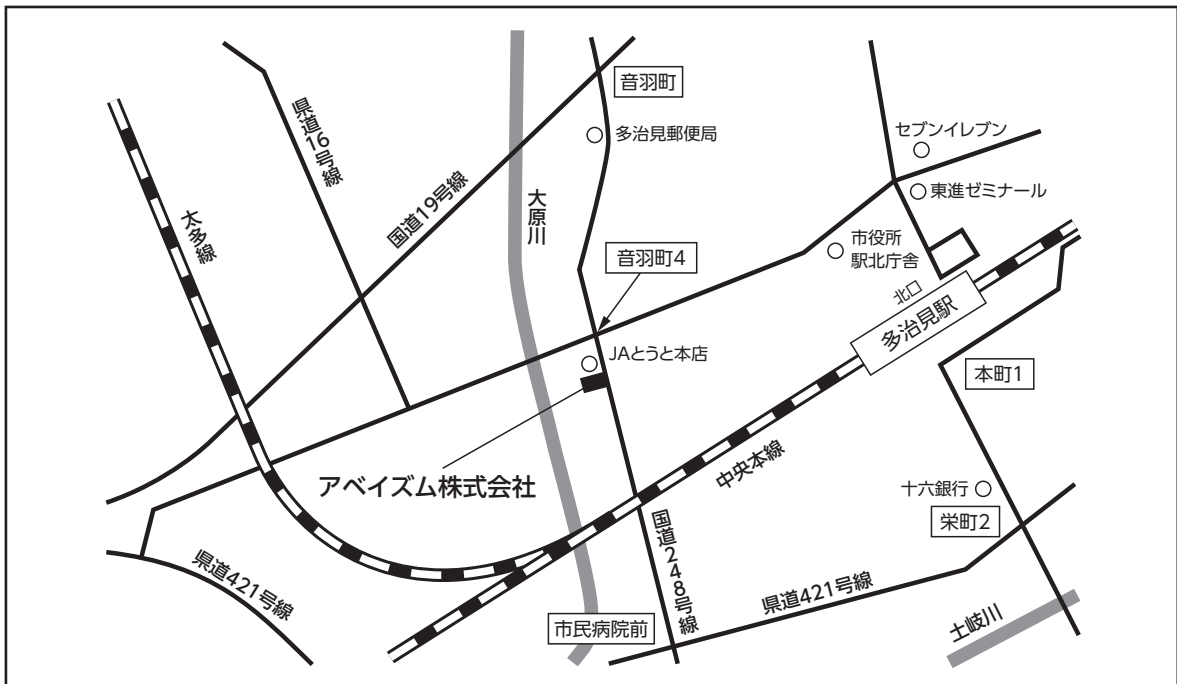 音羽町
多治見郵便局
セブンイレブン
東進ゼミナール
県道16号線
国道19号線
太多線
大原川
音羽町4
市役所
駅北庁舎
北口
多治見駅
JAとうと本店
本町1
アベイズム株式会社
中央本線
十六銀行
栄町2
国道248号線
県道421号線
県道421号線
市民病院前
土岐川